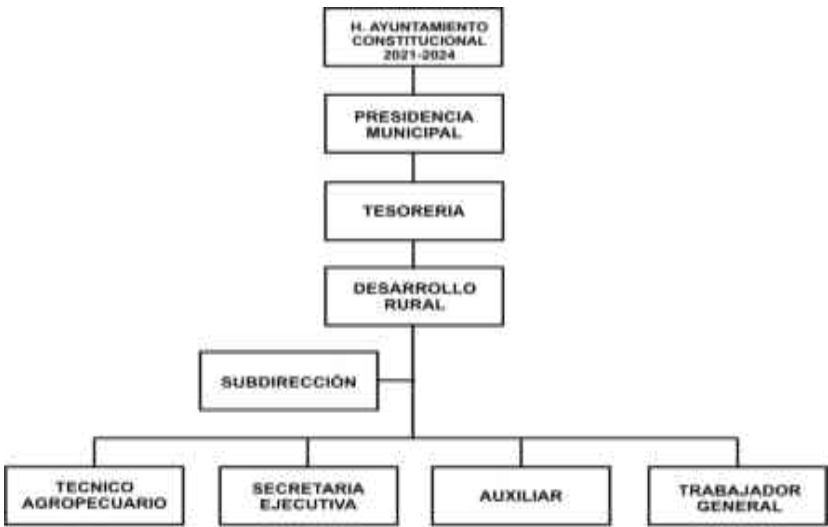 H. AYUNTAMIENTO
CONSTITUCIONAL
2021-2024
PRESIDENCIA
MUNICIPAL
TESORERIA
DESARROLLO
RURAL
SUBDIRECCIÓN
TECNICO
AGROPECUARIO
SECRETARIA
EJECUTIVA
AUXILIAR
TRABAJADOR
GENERAL